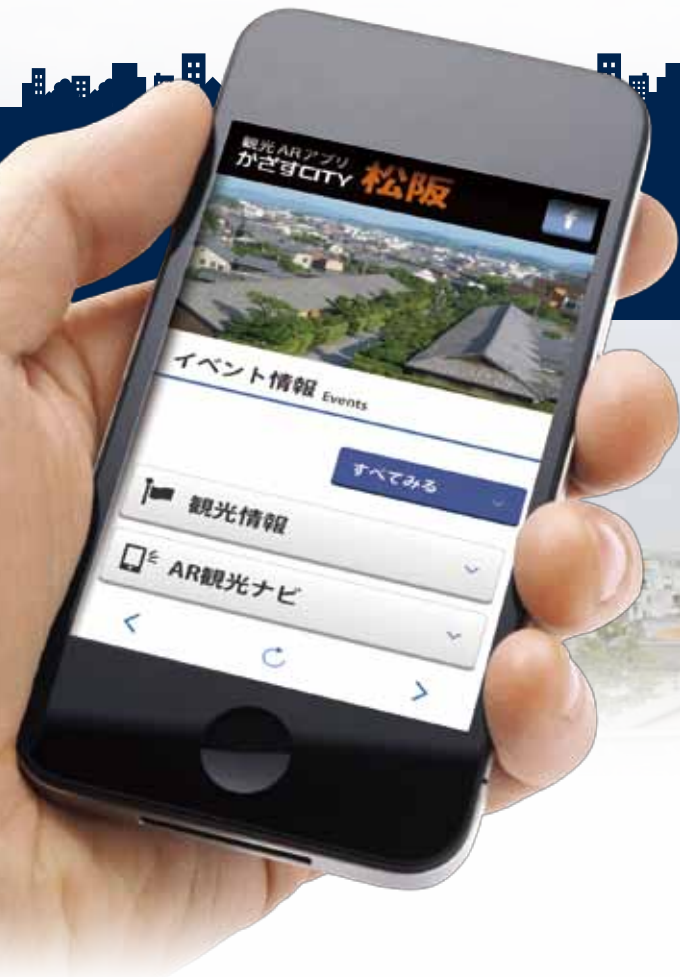 観光ARアプリ
かざすCITY 松阪
イベント情報 Events
すべてみる
観光情報
AR観光ナビ